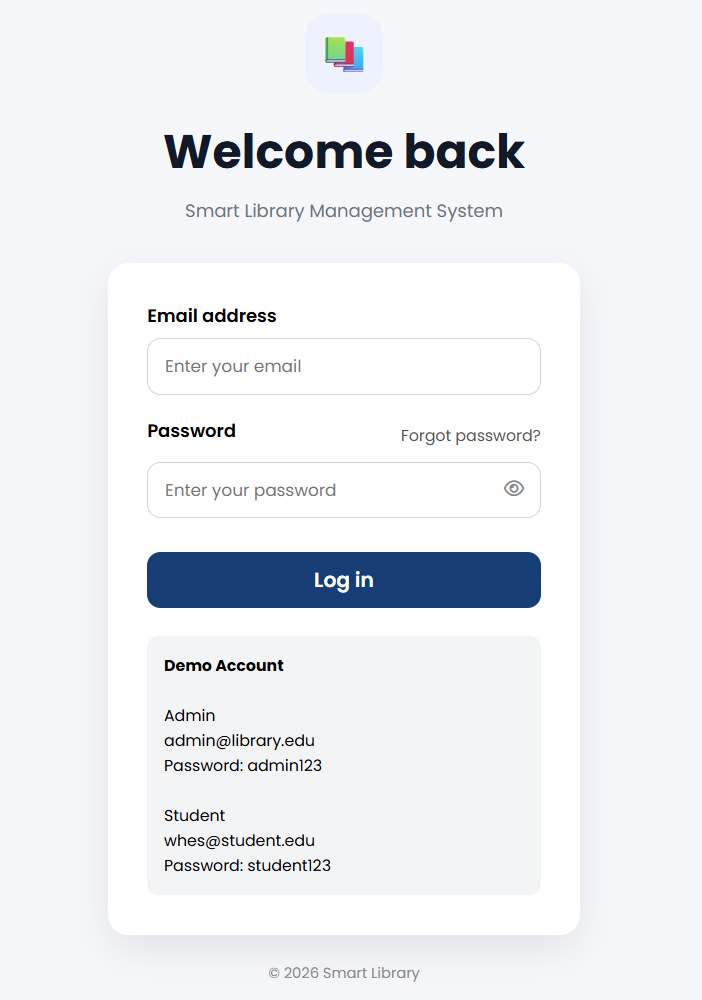 Welcome back
Smart Library Management System
Email address
Enter your email
Password
Forgot password?
Enter your password
Log in
Demo Account
Admin
admin@library.edu
Password: admin123
Student
whes@student.edu
Password: student123
© 2026 Smart Library